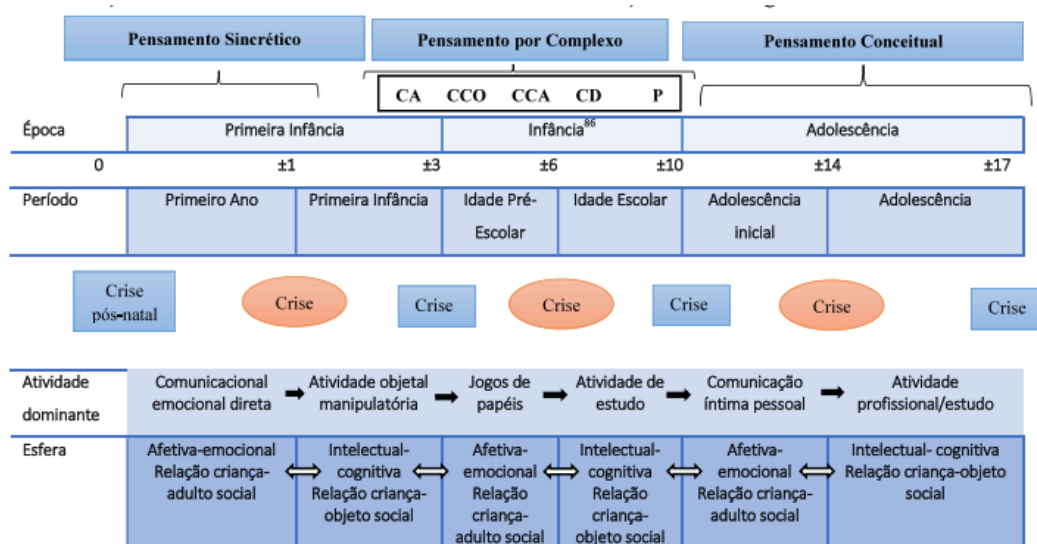 Pensamento Sincrético
Pensamento por Complexo
Pensamento Conceitual
CA CCO CCA CD P
Época
Primeira Infância
Infância86
Adolescência
0 ±1 ±3 ±6 ±10 ±14 ±17
Período
Primeiro Ano
Primeira Infância
Idade Pré-
Escolar
Idade Escolar
Adolescência
inicial
Adolescência
Crise
pós-natal
Crise
Crise
Crise
Crise
Crise
Crise
Atividade
dominante
Comunicacional
emocional direta
Atividade objetal
manipulatória
Jogos de
papéis
Atividade de
estudo
Comunicação
íntima pessoal
Atividade
profissional/estudo
Esfera
Afetiva-emocional
Relação criança-
adulto social
Intelectual-
cognitiva
Relação criança-
objeto social
Afetiva-
emocional
Relação
criança-
adulto social
Intelectual-
cognitiva
Relação
criança-
objeto social
Afetiva-
emocional
Relação criança-
adulto social
Intelectual- cognitiva
Relação criança-objeto
social